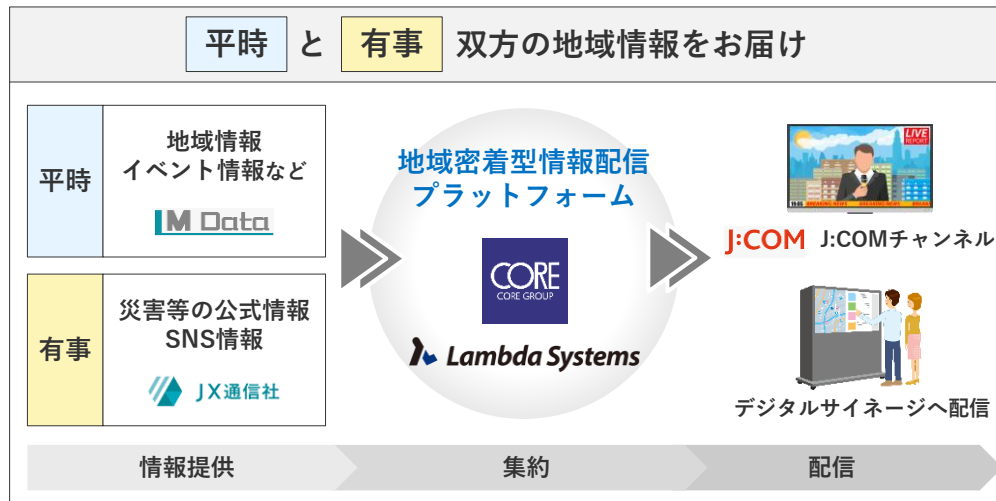 平時 と 有事 双方の地域情報をお届け
平時
地域情報
イベント情報など
M Data
有事
災害等の公式情報
SNS情報
JX通信社
地域密着型情報配信
プラットフォーム
CORE
CORE GROUP
Lambda Systems
LIVE
REPORT
BREAKING NEWS
BREAKING NEWS
J:COM J:COMチャンネル
デジタルサイネージへ配信
情報提供
集約
配信